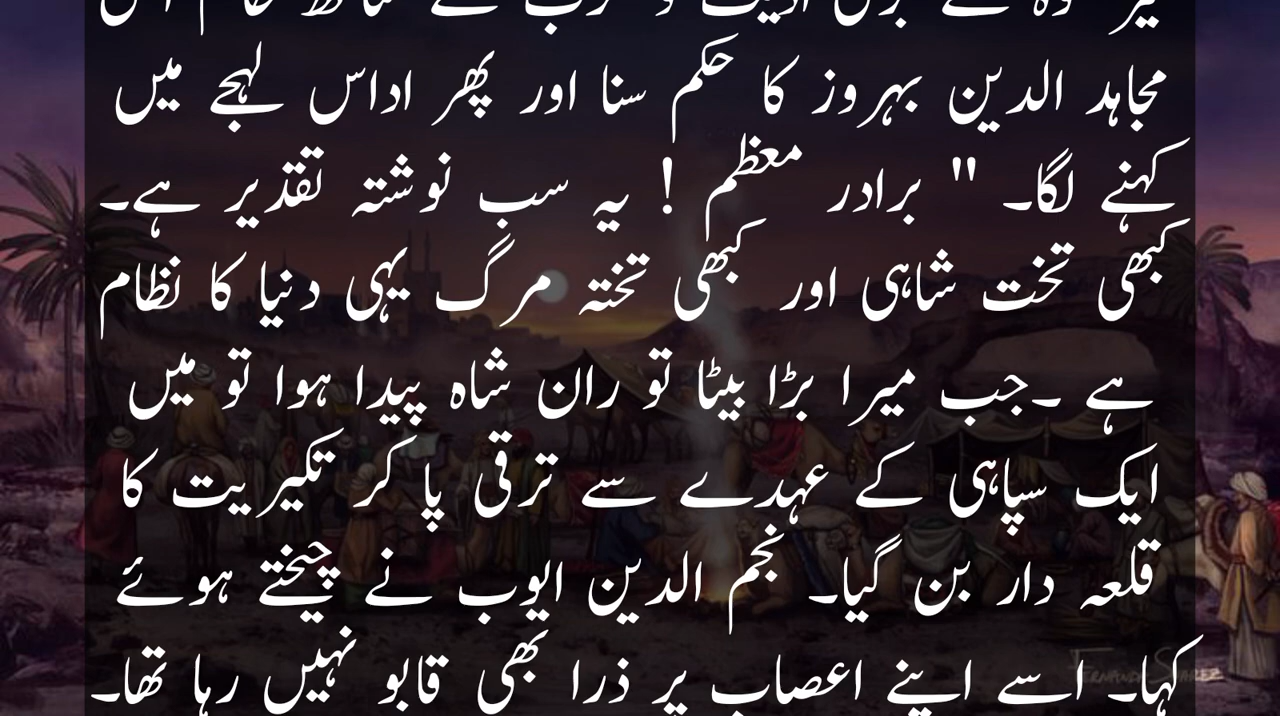 مجاہد الدین بہروز کا حکم سنا اور پھر اداس لہجے میں
کہنے لگا۔ " برادر معظم ! یہ سب نوشتہ تقدیر ہے۔
کبھی تخت شاہی اور کبھی تختہ مرگ یہی دنیا کا نظام
ہے ۔جب میرا بڑا بیٹا تو ران شاہ پیدا ہوا تو میں
ایک سپاہی کے عہدے سے ترقی پا کر تکیریت کا
قلعہ دار بن گیا۔ نجم الدین ایوب نے چیختے ہوئے
کہا۔ اسے اپنے اعصاب پر ذرا بھی قابو نہیں رہا تھا۔